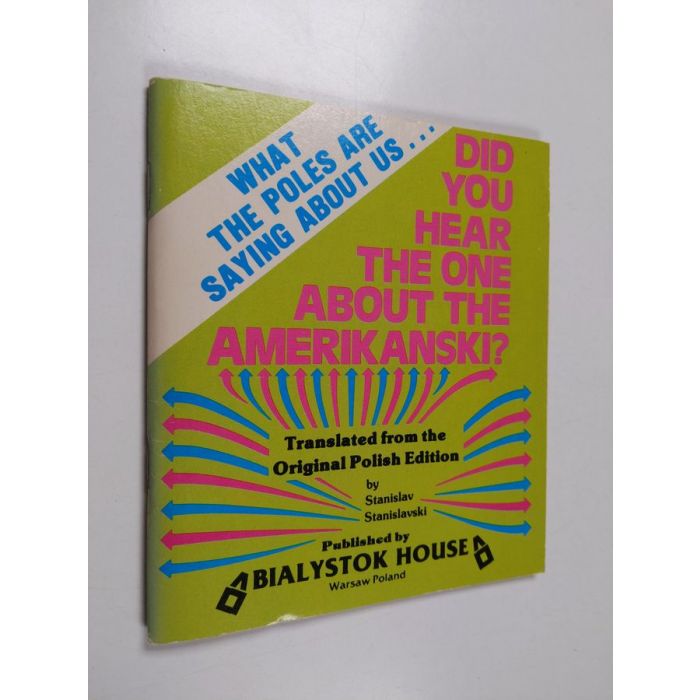 WHAT
THE POLES ARE
SAYING ABOUT US...
DID
YOU
HEAR
THE ONE
ABOUT THE
AMERIKANSKI?
Translated from the
Original Polish Edition
by
Stanislav
Stanislavski
Published by
BIALYSTOK HOUSE
Warsaw Poland